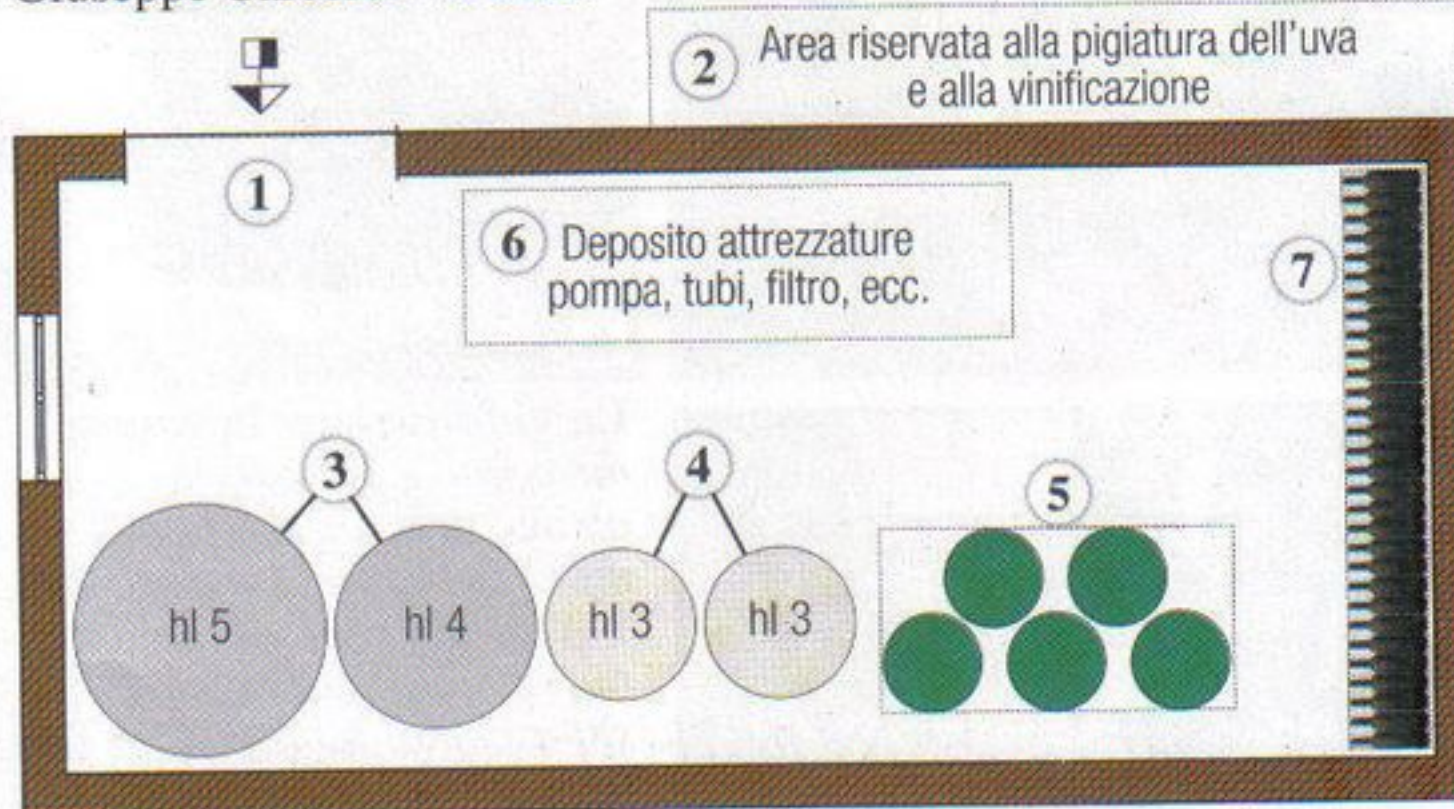 Giuseppe
2 Area riservata alla pigiatura dell'uva
e alla vinificazione
1
6 Deposito attrezzature
pompa, tubi, filtro, ecc.
7
3
4
5
hl 5
hl 4
hl 3
hl 3